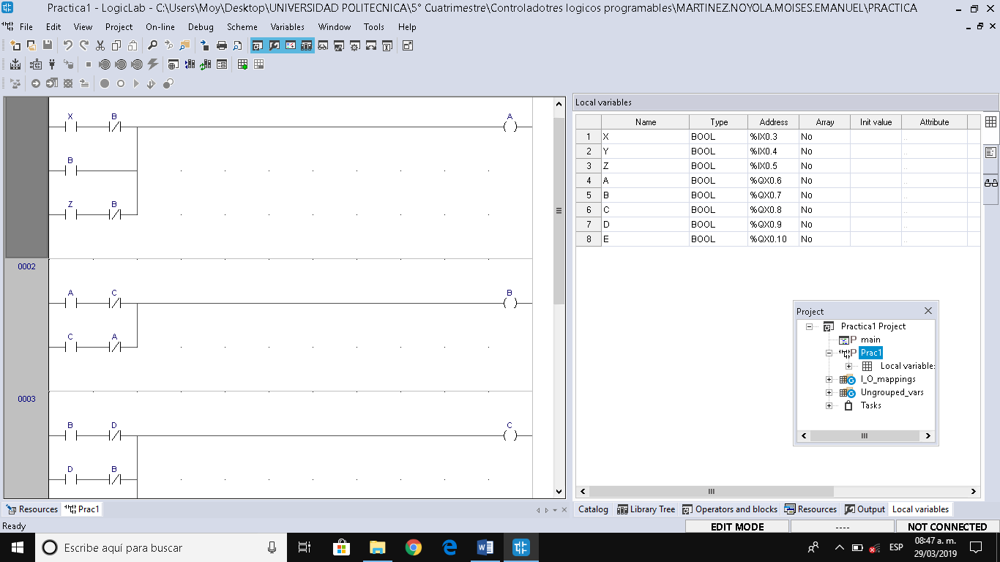 Practica1 - LogicLab - C:\Users\Moy\Desktop\UNIVERSIDAD POLITECNICA\5° Cuatrimestre\Controladotres logicos programables\MARTINEZ.NOYOLA.MOISES.EMANUEL\PRACTICA
File Edit View Project On-line Debug Scheme Variables Window Tools Help
X B A
B
Z B
0002
A C B
C A
0003
B D C
D B
Resources Prac1
Local variables
Name Type Address Array Init value Attribute
1 X BOOL %IX0.3 No ..
2 Y BOOL %IX0.4 No ..
3 Z BOOL %IX0.5 No ..
4 A BOOL %QX0.6 No ..
5 B BOOL %QX0.7 No ..
6 C BOOL %QX0.8 No ..
7 D BOOL %QX0.9 No ..
8 E BOOL %QX0.10 No ..
Project
Practica1 Project
main
Prac1
Local variable
I_O_mappings
Ungrouped_vars
Tasks
Catalog Library Tree Operators and blocks Resources Output Local variables
Ready EDIT MODE ---- NOT CONNECTED
Escribe aquí para buscar
ESP
08:47 a. m.
29/03/2019